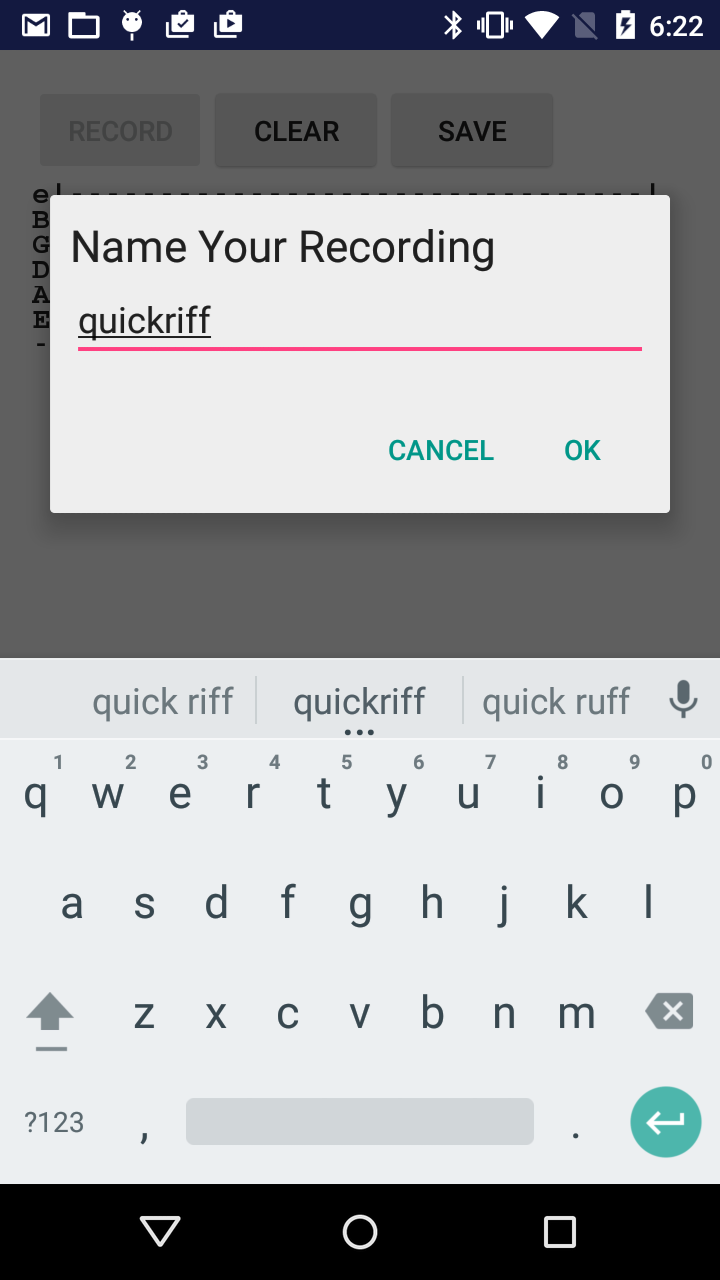 6:22
RECORD CLEAR SAVE
e|--------------------------------|
B
G
D
A
E
-
Name Your Recording
quickriff
CANCEL OK
quick riff quickriff quick ruff
1 2 3 4 5 6 7 8 9 0
q w e r t y u i o p
a s d f g h j k l
z x c v b n m
?123 , .